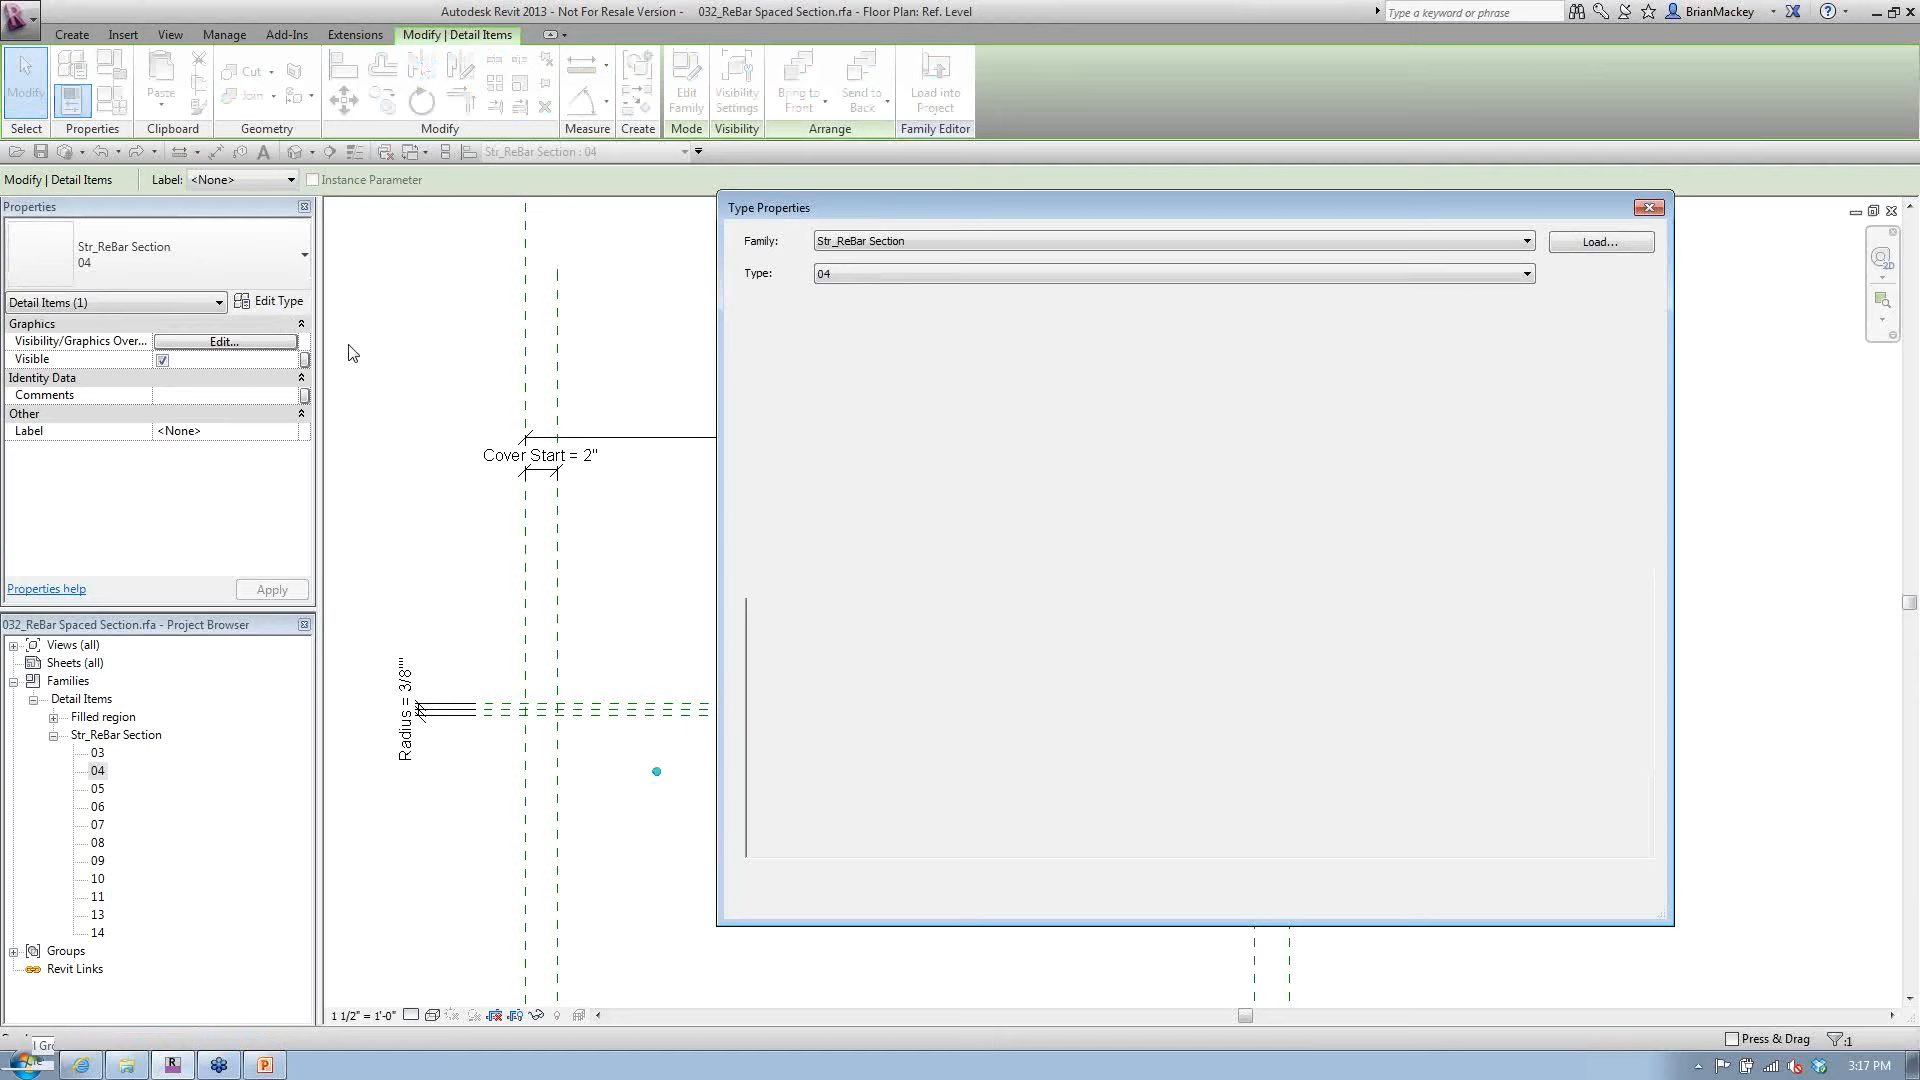 Autodesk Revit 2013 - Not For Resale Version - 032_ReBar Spaced Section.rfa - Floor Plan: Ref. Level
Type a keyword or phrase
BrianMackey
Create Insert View Manage Add-Ins Extensions Modify | Detail Items
Modify
Paste
Cut
Join
Edit Family
Visibility Settings
Bring to Front
Send to Back
Load into Project
Select Properties Clipboard Geometry Modify Measure Create Mode Visibility Arrange Family Editor
Str_ReBar Section : 04
Modify | Detail Items Label: <None> Instance Parameter
Properties
Str_ReBar Section
04
Detail Items (1) Edit Type
Graphics
Visibility/Graphics Over... Edit...
Visible
Identity Data
Comments
Other
Label <None>
Properties help Apply
032_ReBar Spaced Section.rfa - Project Browser
Views (all)
Sheets (all)
Families
Detail Items
Filled region
Str_ReBar Section
03
04
05
06
07
08
09
10
11
13
14
Groups
Revit Links
Cover Start = 2"
Radius = 3/8"
Type Properties
Family: Str_ReBar Section Load...
Type: 04
1 1/2" = 1'-0"
Press & Drag
:1
3:17 PM